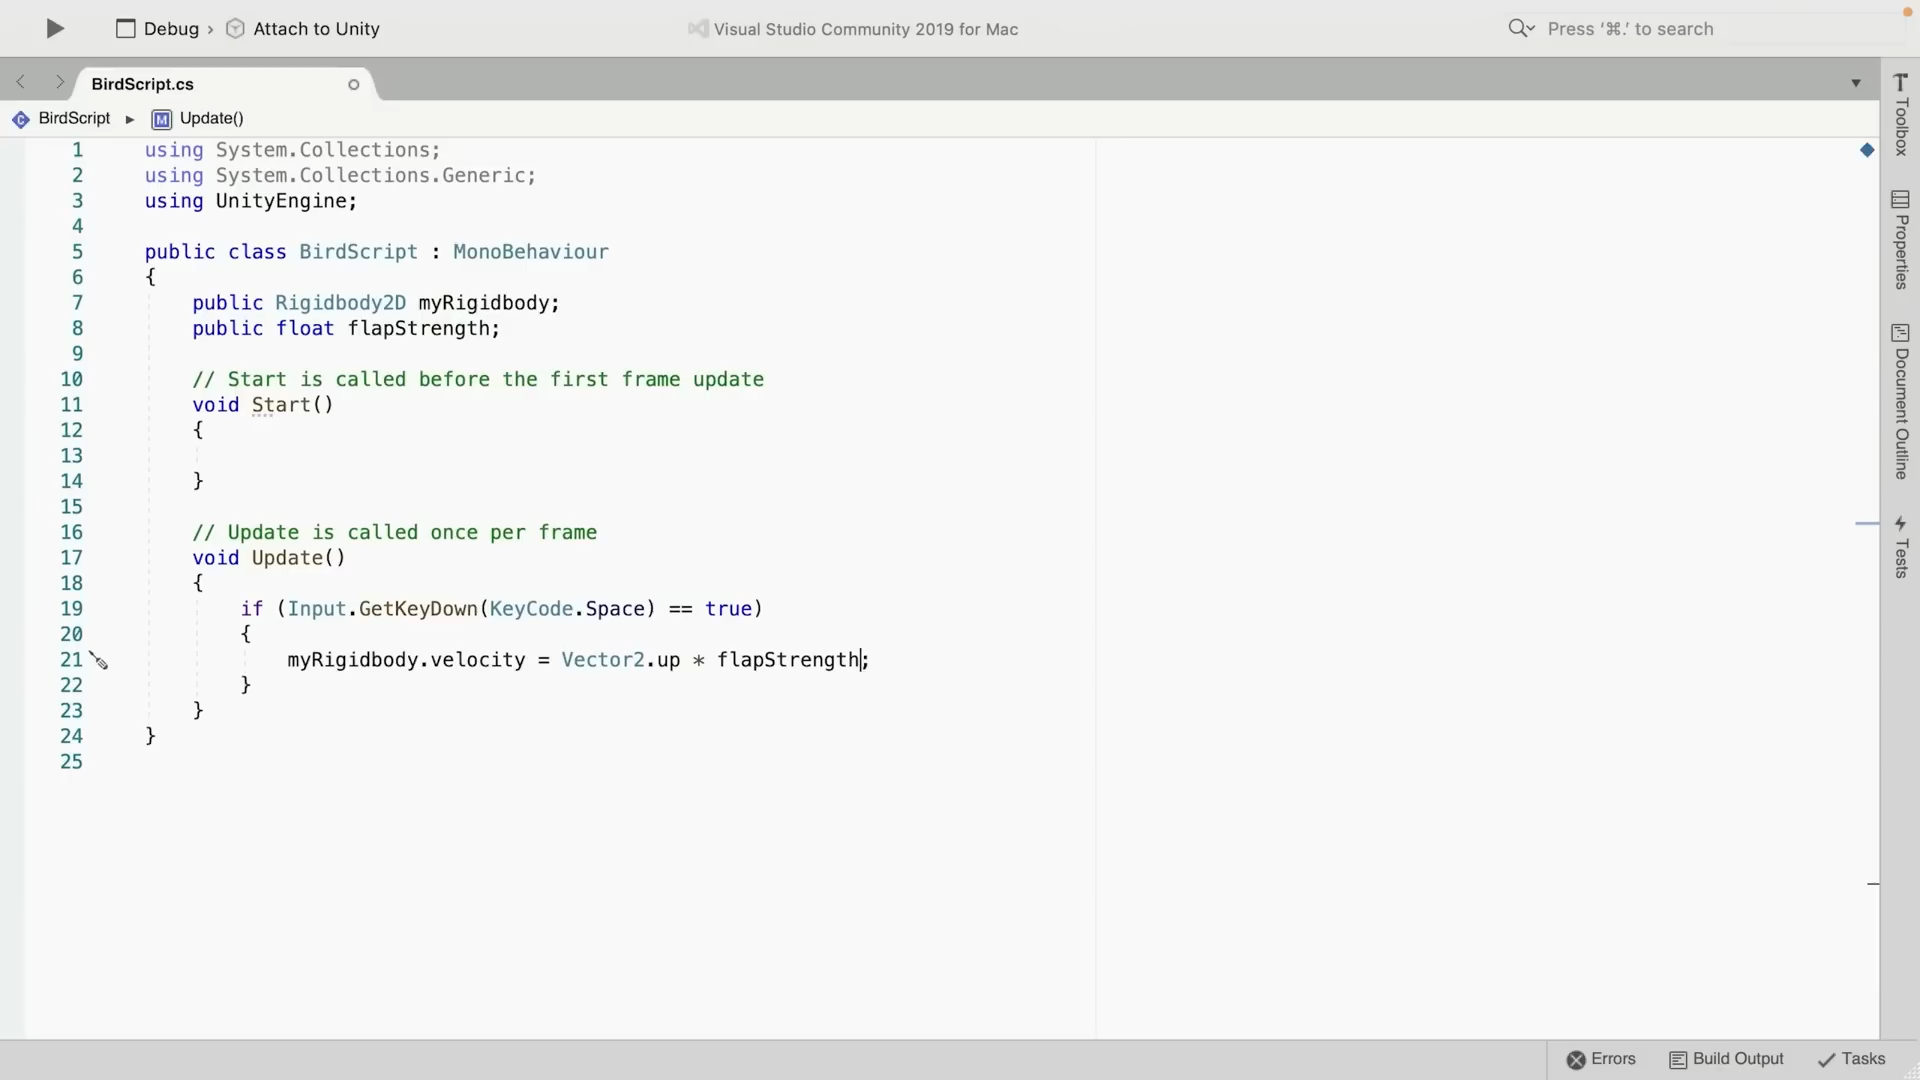 Debug › Attach to Unity
Visual Studio Community 2019 for Mac
Press ‘⌘.’ to search
BirdScript.cs
BirdScript ▸ M Update()
1 using System.Collections;
2 using System.Collections.Generic;
3 using UnityEngine;
4
5 public class BirdScript : MonoBehaviour
6 {
7 public Rigidbody2D myRigidbody;
8 public float flapStrength;
9
10 // Start is called before the first frame update
11 void Start()
12 {
13
14 }
15
16 // Update is called once per frame
17 void Update()
18 {
19 if (Input.GetKeyDown(KeyCode.Space) == true)
20 {
21 myRigidbody.velocity = Vector2.up * flapStrength;
22 }
23 }
24 }
25
Toolbox
Properties
Document Outline
Tests
Errors
Build Output
Tasks